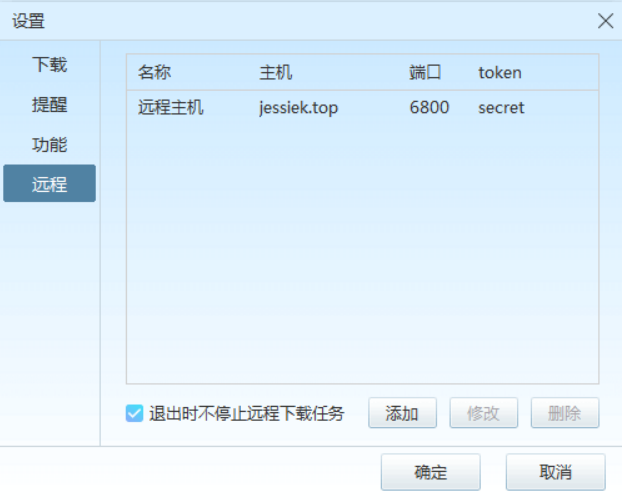 设置
下载
提醒
功能
远程
名称 主机 端口 token
远程主机 jessiek.top 6800 secret
退出时不停止远程下载任务 添加 修改 删除
确定 取消